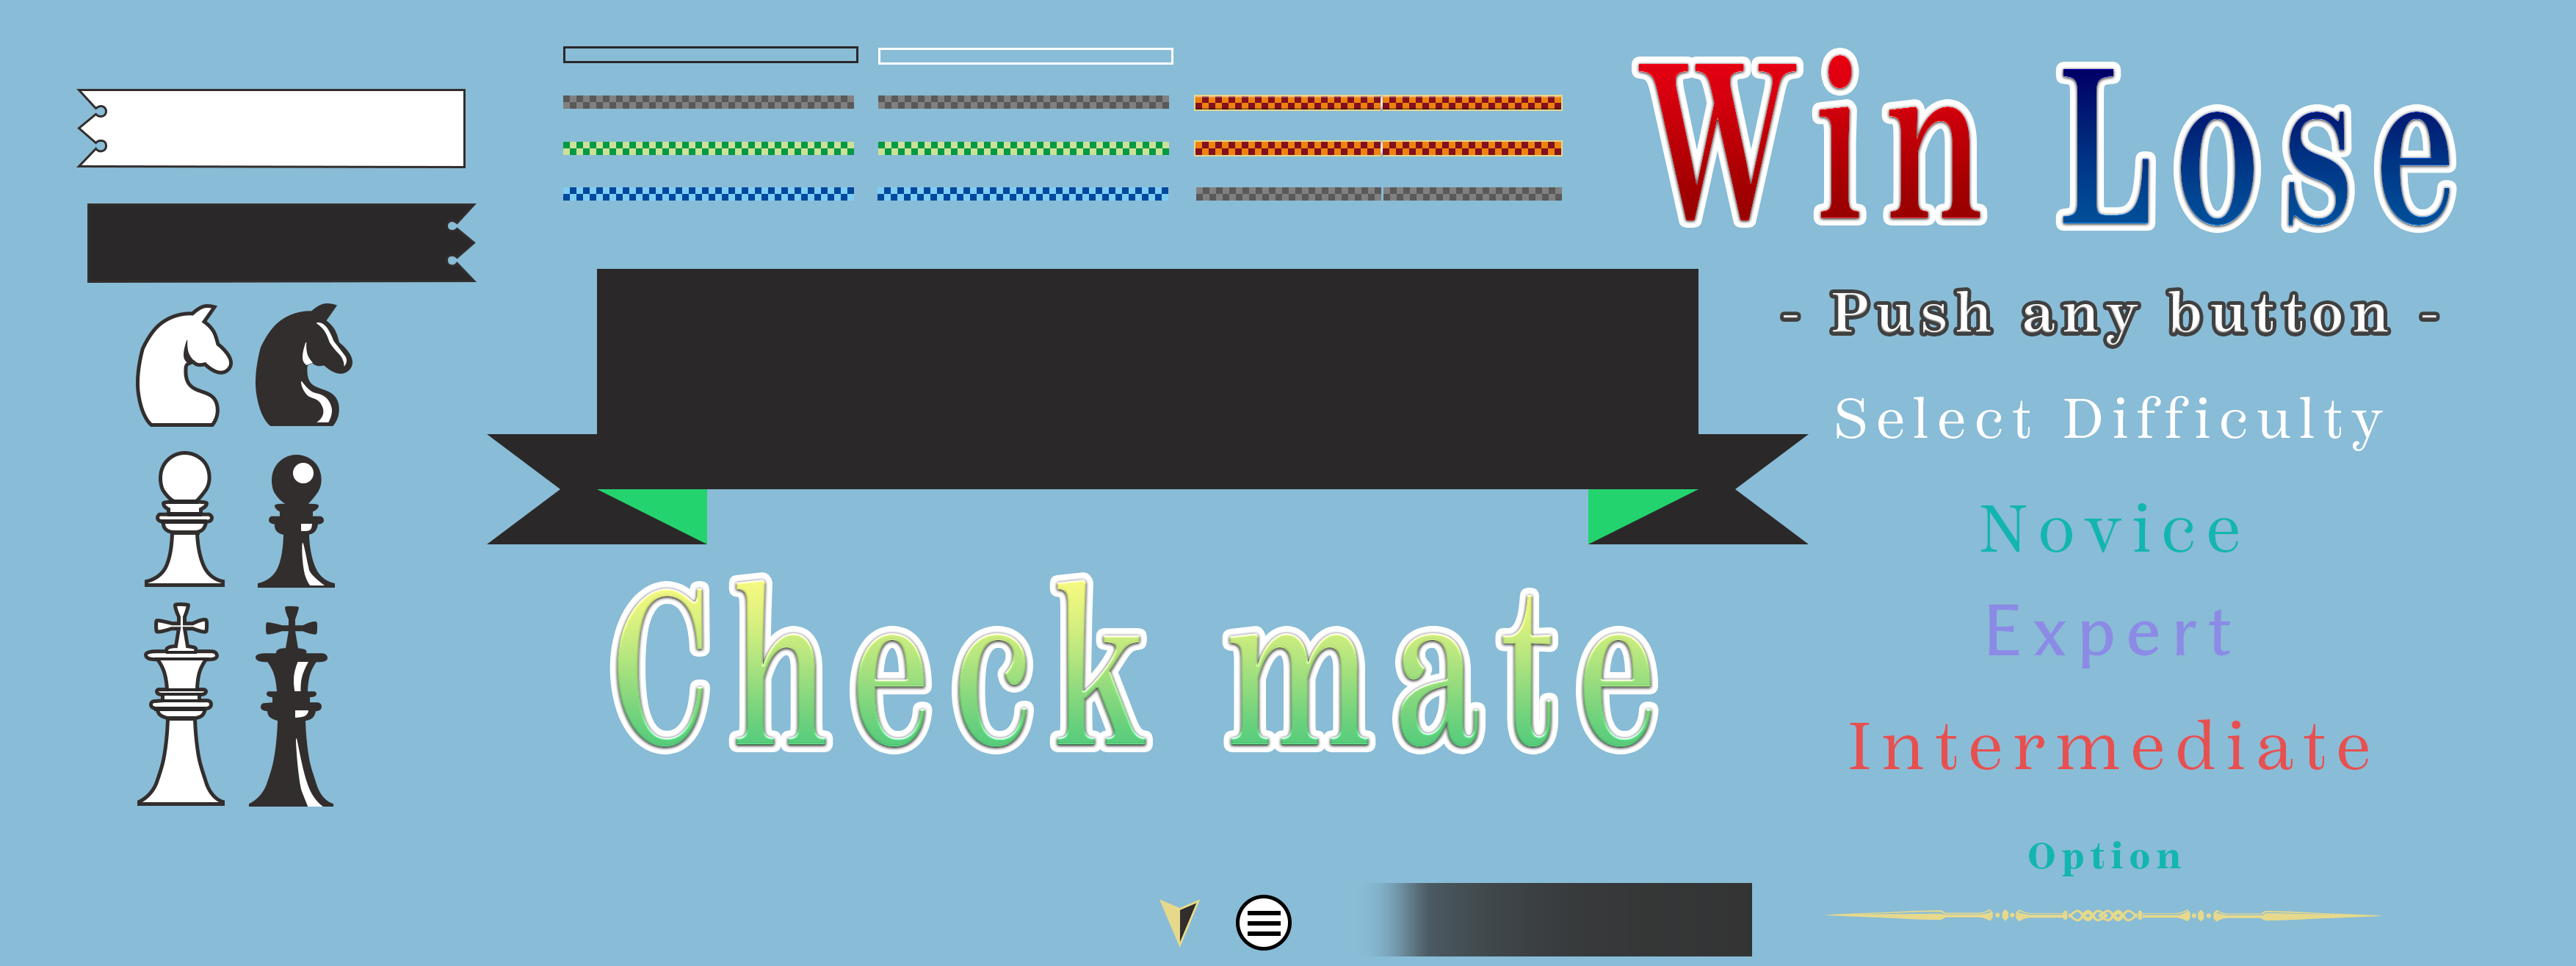 Win Lose
- Push any button -
Select Difficulty
Novice
Expert
Check mate
Intermediate
Option